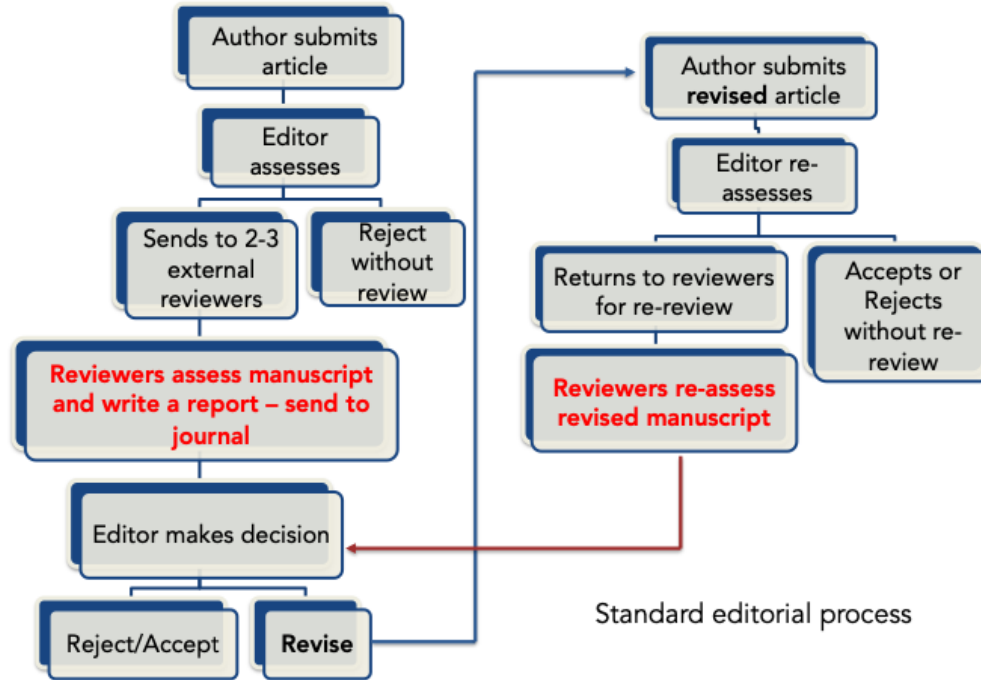 Author submits
article
Editor
assesses
Sends to 2-3
external
reviewers
Reject
without
review
Reviewers assess manuscript
and write a report – send to
journal
Editor makes decision
Reject/Accept
Revise
Author submits
revised article
Editor re-
assesses
Returns to reviewers
for re-review
Accepts or
Rejects
without re-
review
Reviewers re-assess
revised manuscript
Standard editorial process